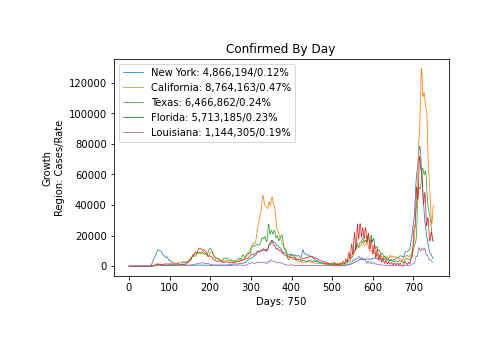 Confirmed By Day
New York: 4,866,194/0.12%
California: 8,764,163/0.47%
Texas: 6,466,862/0.24%
Florida: 5,713,185/0.23%
Louisiana: 1,144,305/0.19%
Growth
Region: Cases/Rate
120000
100000
80000
60000
40000
20000
0
0 100 200 300 400 500 600 700
Days: 750